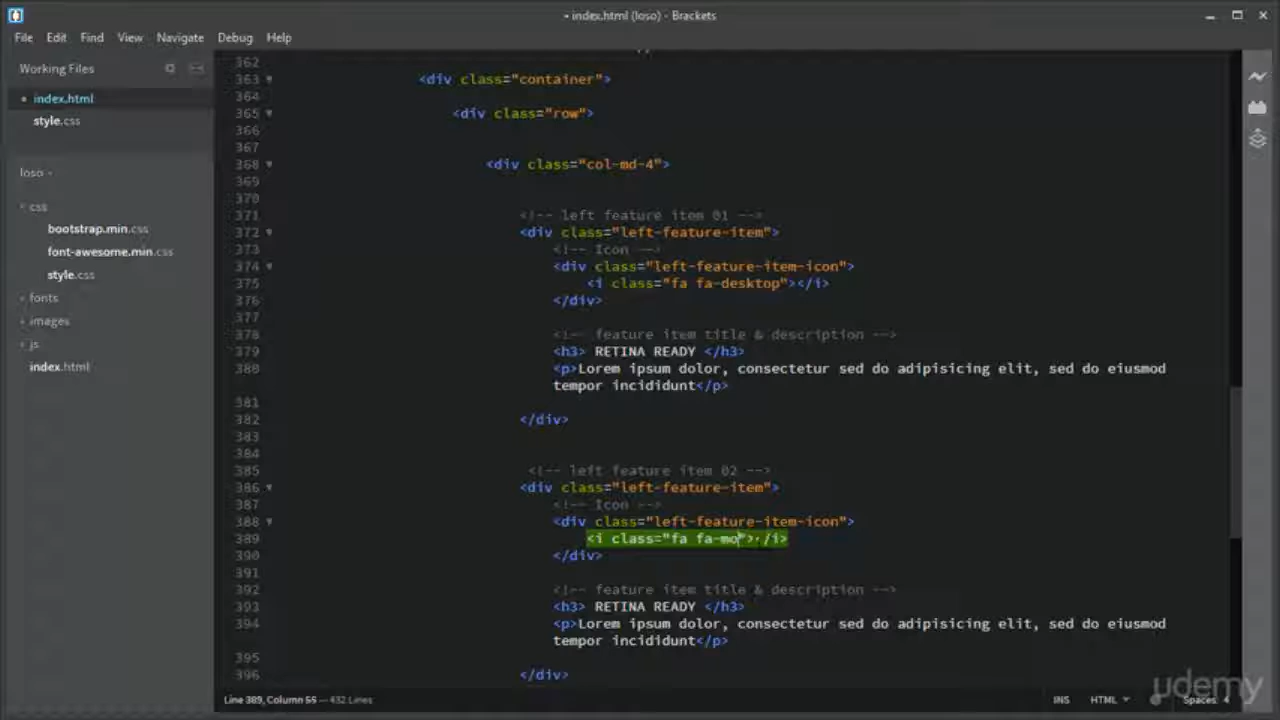 • index.html (loso) - Brackets
File Edit Find View Navigate Debug Help
Working Files
• index.html
style.css
loso
css
bootstrap.min.css
font-awesome.min.css
style.css
fonts
images
js
index.html
362
363 <div class="container">
364
365 <div class="row">
366
367
368 <div class="col-md-4">
369
370
371 <!-- left feature item 01 -->
372 <div class="left-feature-item">
373 <!-- Icon -->
374 <div class="left-feature-item-icon">
375 <i class="fa fa-desktop"></i>
376 </div>
377
378 <!-- feature item title & description -->
379 <h3> RETINA READY </h3>
380 <p>Lorem ipsum dolor, consectetur sed do adipisicing elit, sed do eiusmod
tempor incididunt</p>
381
382 </div>
383
384
385 <!-- left feature item 02 -->
386 <div class="left-feature-item">
387 <!-- Icon -->
388 <div class="left-feature-item-icon">
389 <i class="fa fa-mo"></i>
390 </div>
391
392 <!-- feature item title & description -->
393 <h3> RETINA READY </h3>
394 <p>Lorem ipsum dolor, consectetur sed do adipisicing elit, sed do eiusmod
tempor incididunt</p>
395
396 </div>
Line 389, Column 55 — 432 Lines
INS HTML Spaces: 4
udemy